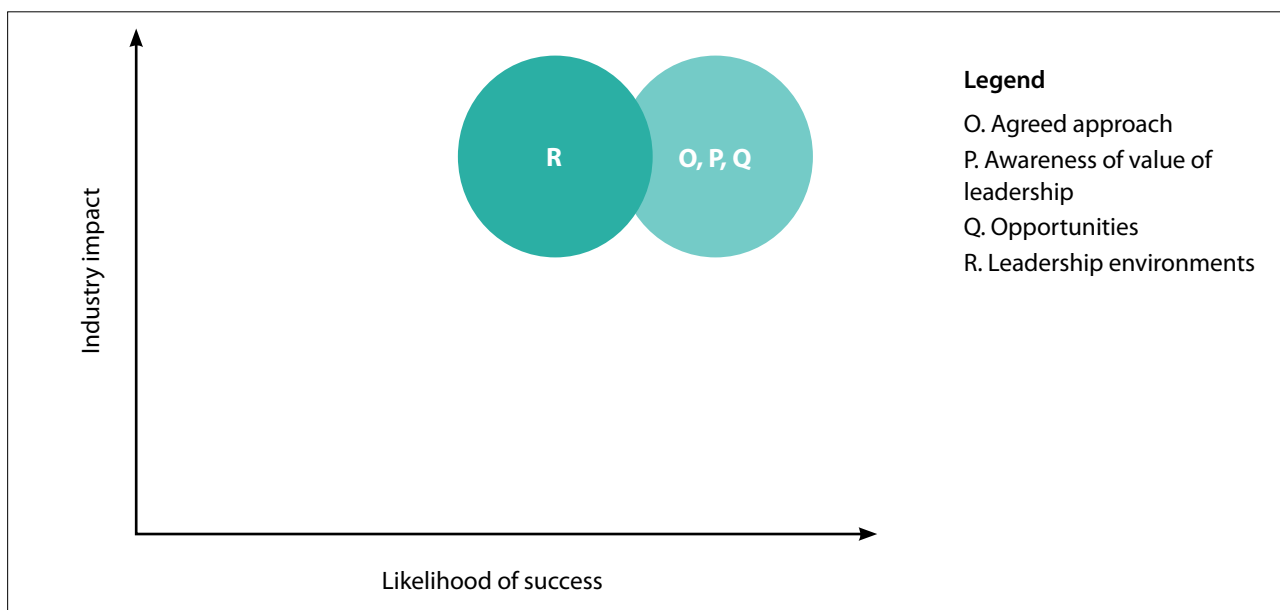 Industry impact
R
O, P, Q
Likelihood of success
Legend
O. Agreed approach
P. Awareness of value of
leadership
Q. Opportunities
R. Leadership environments